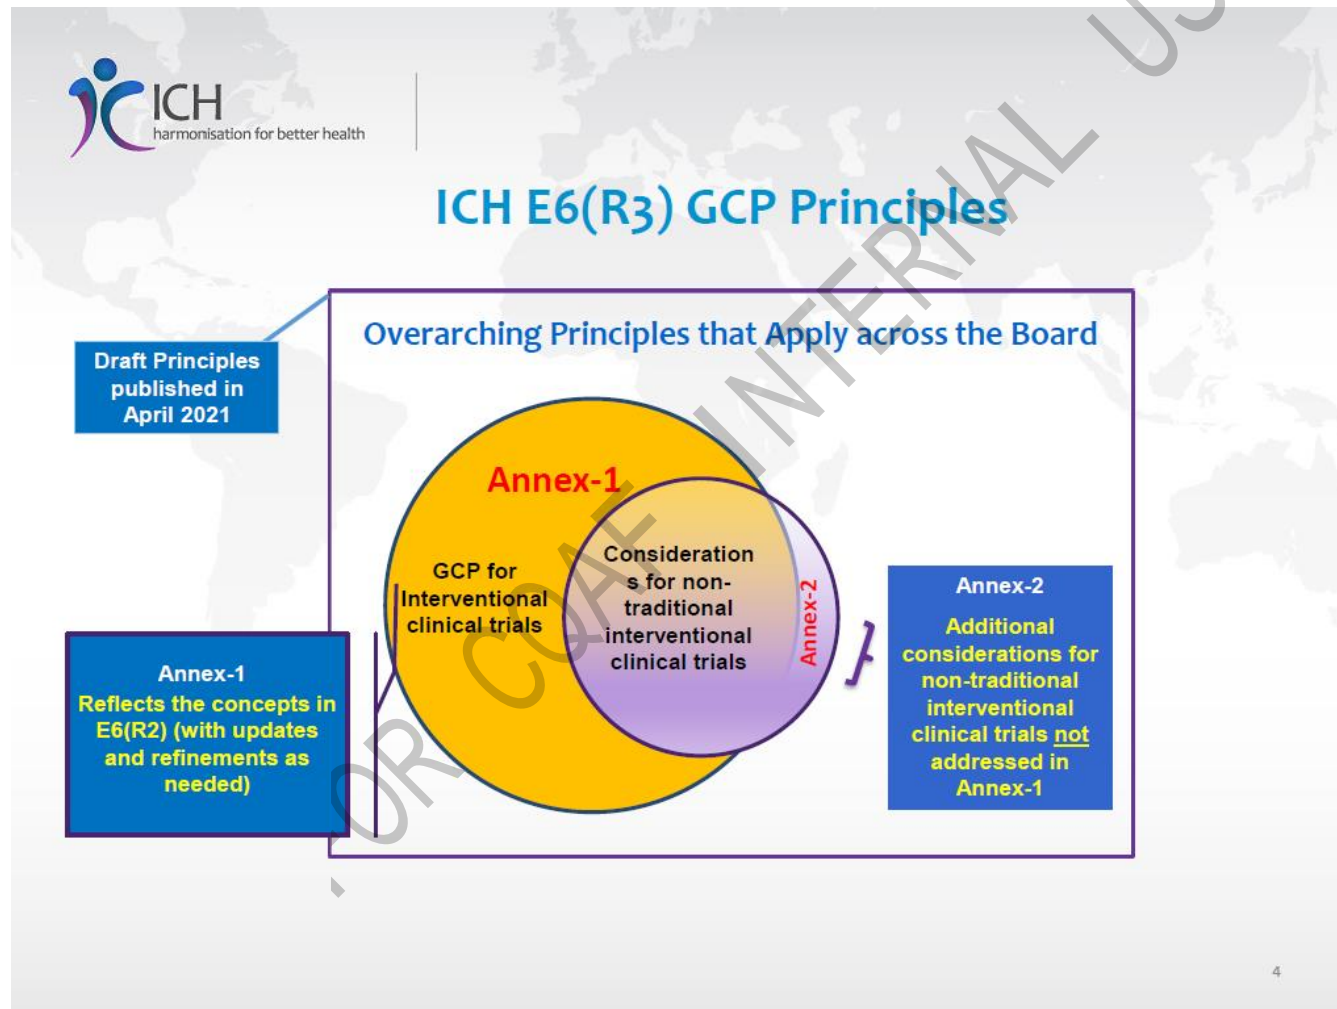 ICH
harmonisation for better health
ICH E6(R3) GCP Principles
Overarching Principles that Apply across the Board
Draft Principles
published in
April 2021
Annex-1
GCP for
Interventional
clinical trials
Consideration
s for non-
traditional
interventional
clinical trials
Annex-2
Annex-1
Reflects the concepts in
E6(R2) (with updates
and refinements as
needed)
Annex-2
Additional
considerations for
non-traditional
interventional
clinical trials not
addressed in
Annex-1
FOR CQAF INTERNAL
4